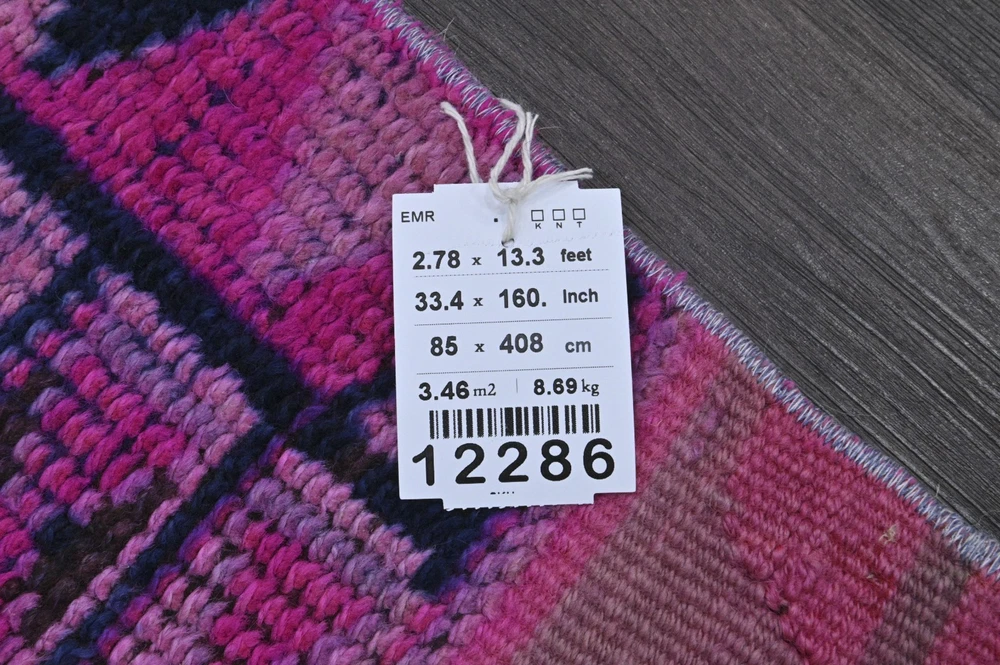 EMR . □ □ □
K N T
2.78 x 13.3 feet
33.4 x 160. Inch
85 x 408 cm
3.46 m2 | 8.69 kg
12286